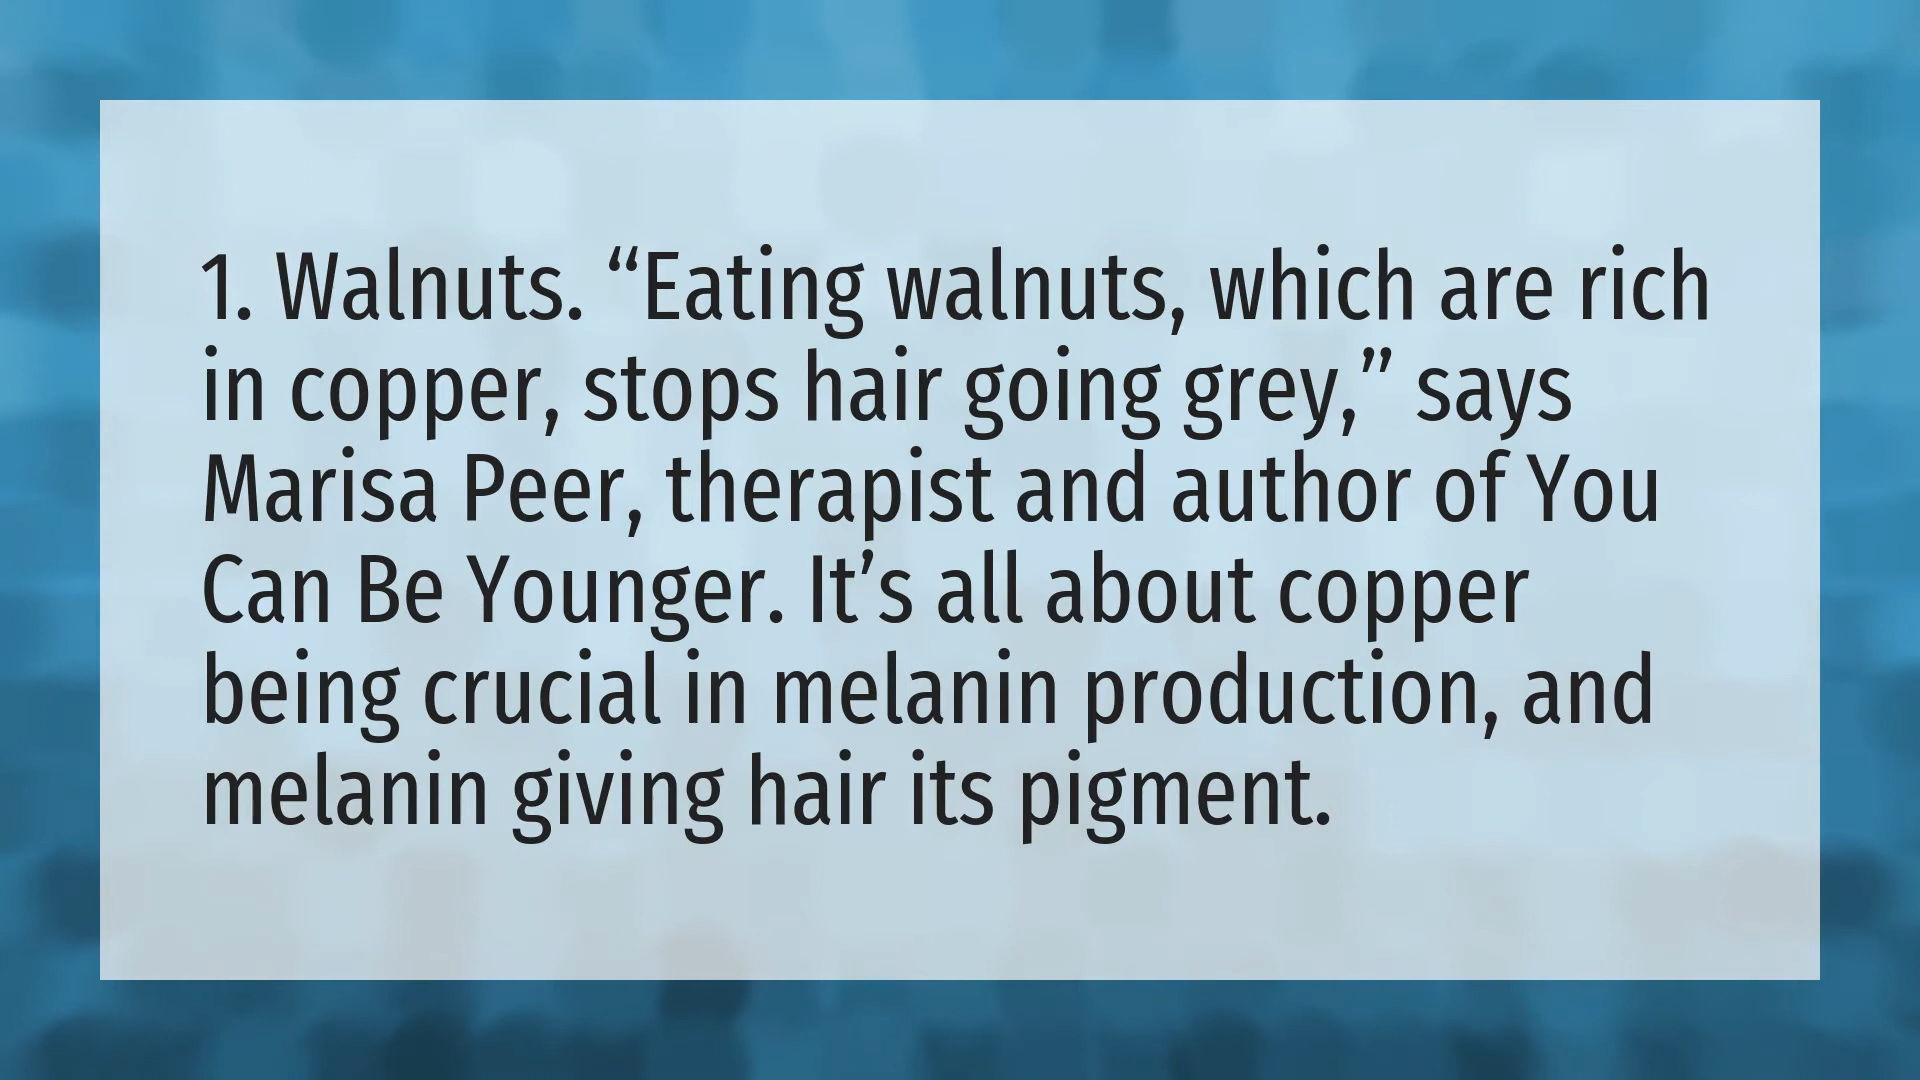 1. Walnuts. “Eating walnuts, which are rich
in copper, stops hair going grey,” says
Marisa Peer, therapist and author of You
Can Be Younger. It’s all about copper
being crucial in melanin production, and
melanin giving hair its pigment.